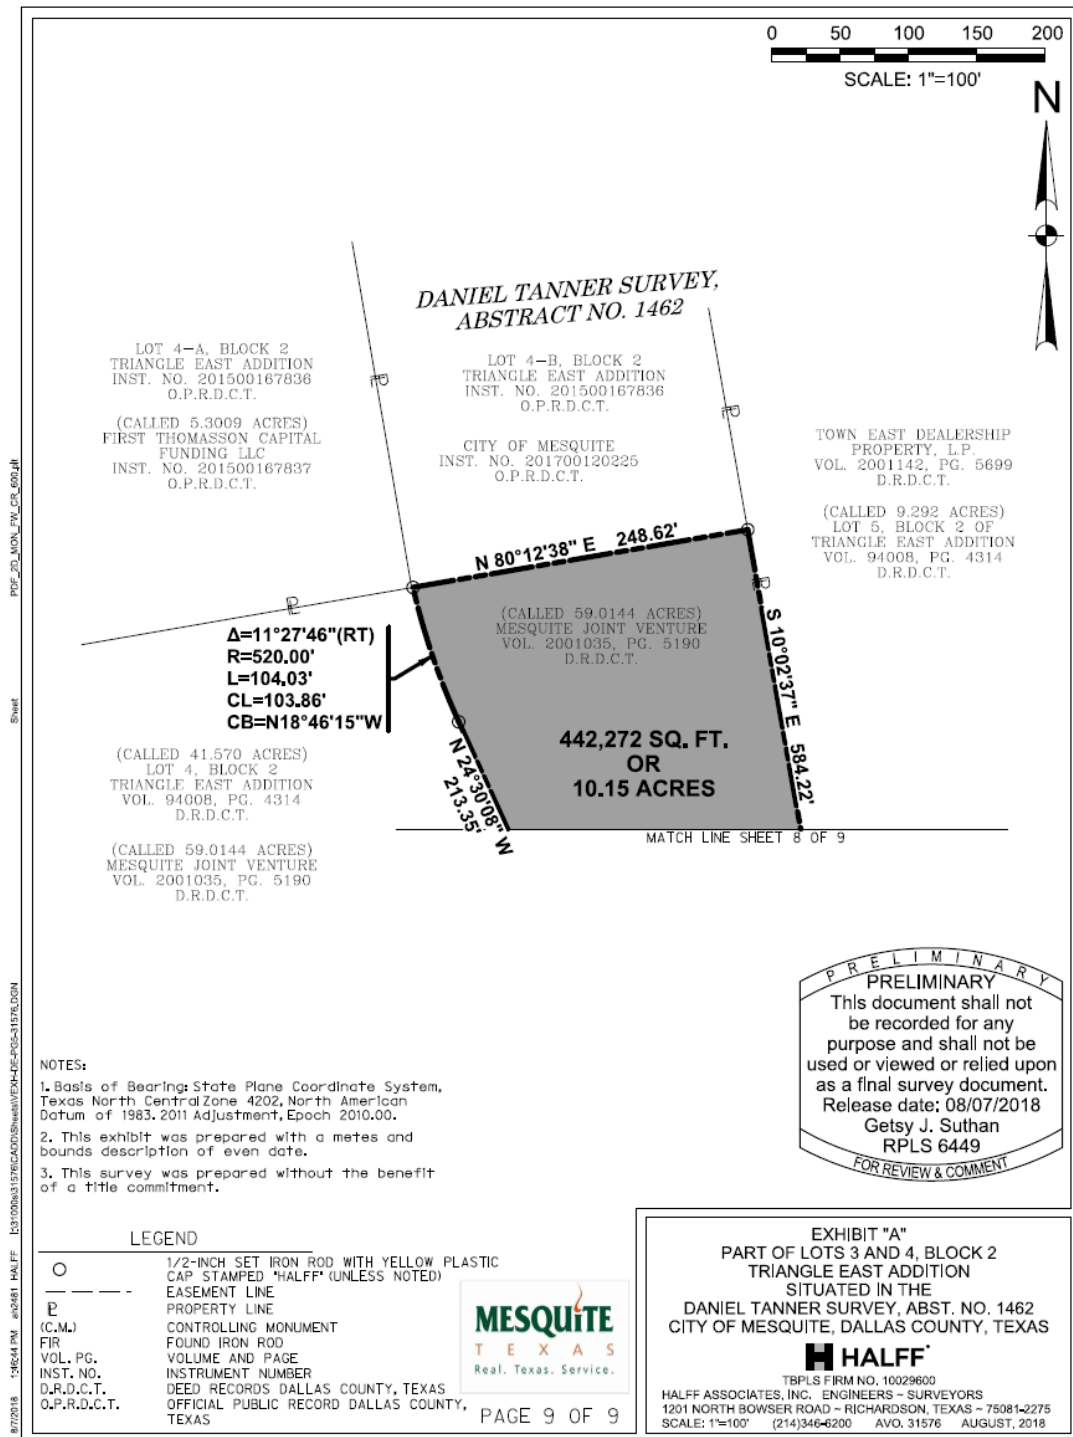 0 50 100 150 200
SCALE: 1"=100'
N
DANIEL TANNER SURVEY,
ABSTRACT NO. 1462
LOT 4-A, BLOCK 2
TRIANGLE EAST ADDITION
INST. NO. 201500167836
O.P.R.D.C.T.
(CALLED 5.3009 ACRES)
FIRST THOMASSON CAPITAL
FUNDING LLC
INST. NO. 201500167837
O.P.R.D.C.T.
LOT 4-B, BLOCK 2
TRIANGLE EAST ADDITION
INST. NO. 201500167836
O.P.R.D.C.T.
CITY OF MESQUITE
INST. NO. 201700120225
O.P.R.D.C.T.
TOWN EAST DEALERSHIP
PROPERTY, L.P.
VOL. 2001142, PG. 5699
D.R.D.C.T.
(CALLED 9.292 ACRES)
LOT 5, BLOCK 2 OF
TRIANGLE EAST ADDITION
VOL. 94008, PG. 4314
D.R.D.C.T.
N 80°12'38" E 248.62'
(CALLED 59.0144 ACRES)
MESQUITE JOINT VENTURE
VOL. 2001035, PG. 5190
D.R.D.C.T.
S 10°02'37" E 584.22'
Δ=11°27'46"(RT)
R=520.00'
L=104.03'
CL=103.86'
CB=N18°46'15"W
N 24°30'08" W
213.35'
442,272 SQ. FT.
OR
10.15 ACRES
(CALLED 41.570 ACRES)
LOT 4, BLOCK 2
TRIANGLE EAST ADDITION
VOL. 94008, PG. 4314
D.R.D.C.T.
(CALLED 59.0144 ACRES)
MESQUITE JOINT VENTURE
VOL. 2001035, PG. 5190
D.R.D.C.T.
MATCH LINE SHEET 8 OF 9
PRELIMINARY
PRELIMINARY
This document shall not
be recorded for any
purpose and shall not be
used or viewed or relied upon
as a final survey document.
Release date: 08/07/2018
Getsy J. Suthan
RPLS 6449
FOR REVIEW & COMMENT
NOTES:
1. Basis of Bearing: State Plane Coordinate System,
Texas North Central Zone 4202, North American
Datum of 1983. 2011 Adjustment, Epoch 2010.00.
2. This exhibit was prepared with a metes and
bounds description of even date.
3. This survey was prepared without the benefit
of a title commitment.
LEGEND
1/2-INCH SET IRON ROD WITH YELLOW PLASTIC
CAP STAMPED "HALFF" (UNLESS NOTED)
EASEMENT LINE
PROPERTY LINE
(C.M.) CONTROLLING MONUMENT
FIR FOUND IRON ROD
VOL. PG. VOLUME AND PAGE
INST. NO. INSTRUMENT NUMBER
D.R.D.C.T. DEED RECORDS DALLAS COUNTY, TEXAS
O.P.R.D.C.T. OFFICIAL PUBLIC RECORD DALLAS COUNTY,
TEXAS
MESQUiTE
TEXAS
Real. Texas. Service.
PAGE 9 OF 9
EXHIBIT "A"
PART OF LOTS 3 AND 4, BLOCK 2
TRIANGLE EAST ADDITION
SITUATED IN THE
DANIEL TANNER SURVEY, ABST. NO. 1462
CITY OF MESQUITE, DALLAS COUNTY, TEXAS
HALFF
TBPLS FIRM NO. 10029600
HALFF ASSOCIATES, INC. ENGINEERS ~ SURVEYORS
1201 NORTH BOWSER ROAD ~ RICHARDSON, TEXAS ~ 75081-2275
SCALE: 1"=100' (214)346-6200 AVO. 31576 AUGUST, 2018
Sheet PDF_2D_MON_FW_CR_600.plt
8/7/2018 1:46:44 PM ah2481 HALFF